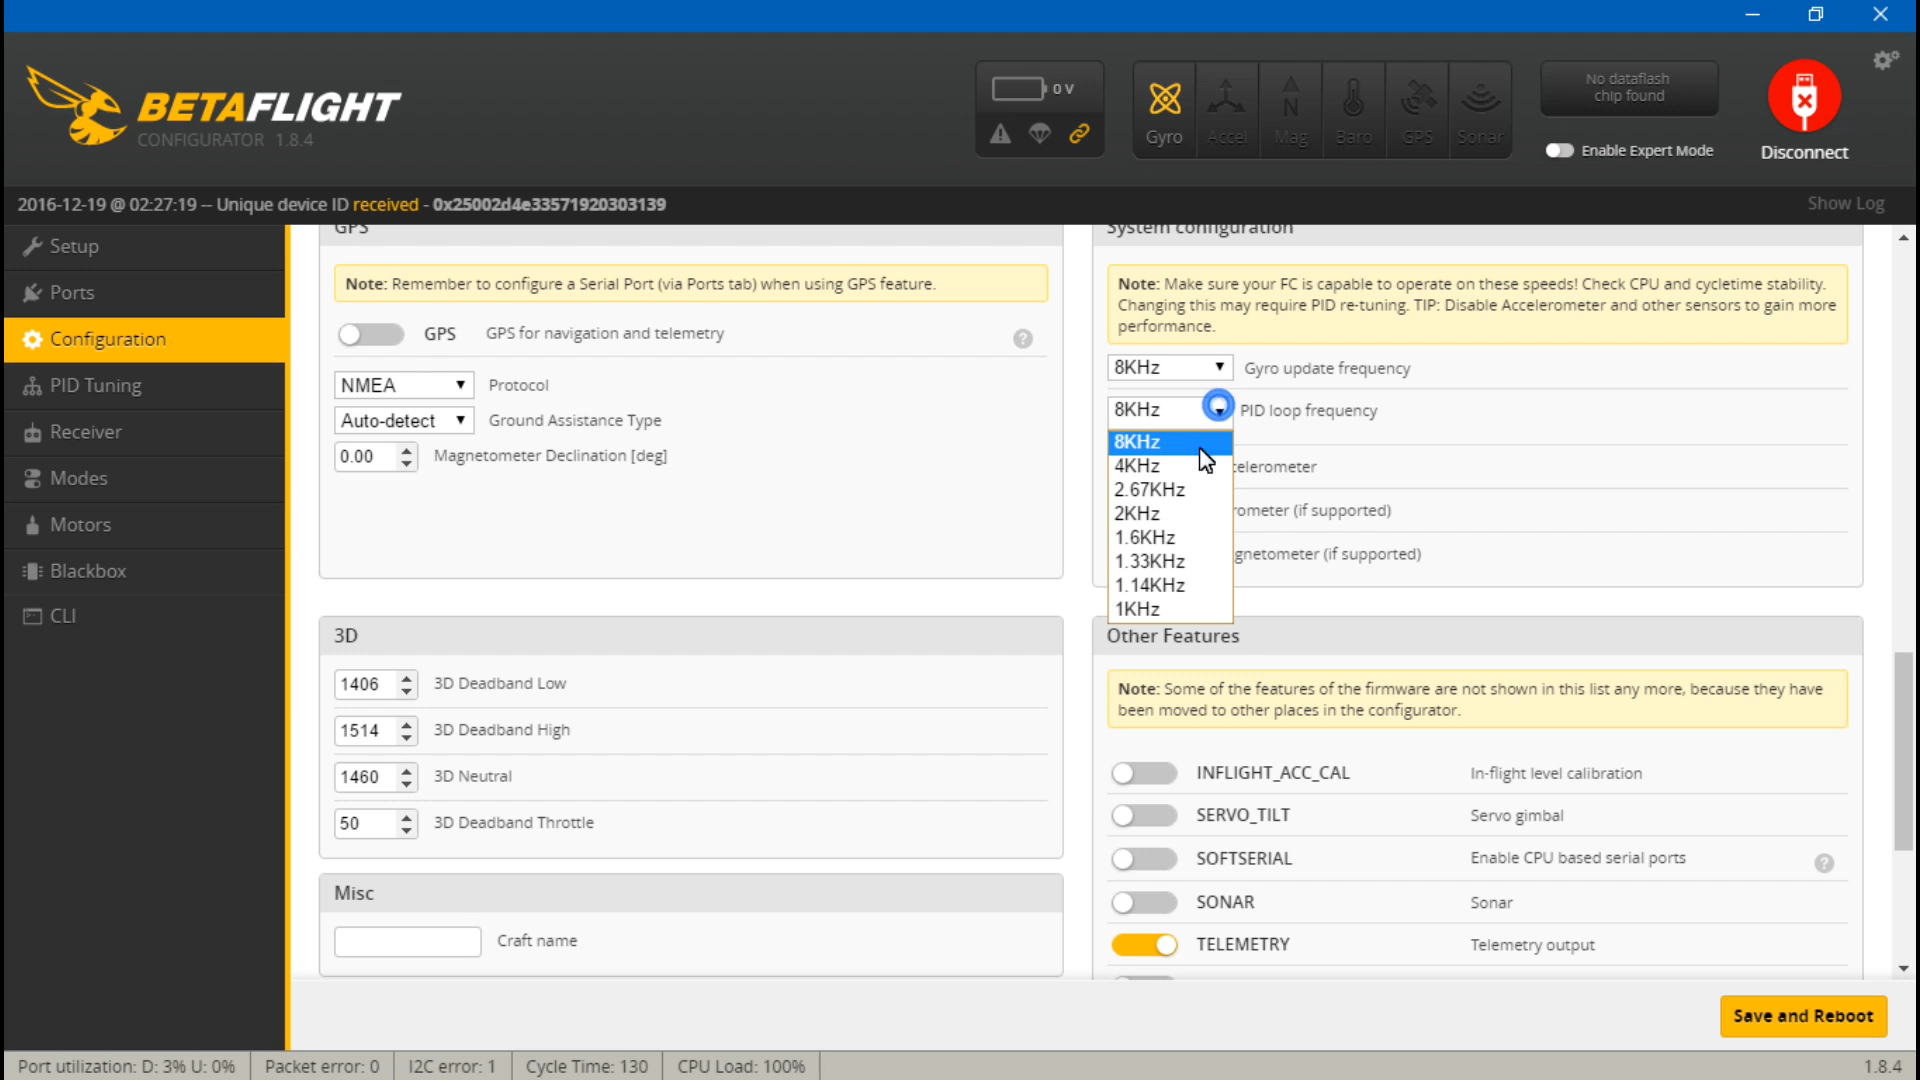 BETAFLIGHT
CONFIGURATOR 1.8.4
0 V
Gyro
Accel
Mag
Baro
GPS
Sonar
No dataflash
chip found
Enable Expert Mode
Disconnect
2016-12-19 @ 02:27:19 -- Unique device ID received - 0x25002d4e33571920303139
Show Log
Setup
Ports
Configuration
PID Tuning
Receiver
Modes
Motors
Blackbox
CLI
GPS
Note: Remember to configure a Serial Port (via Ports tab) when using GPS feature.
GPS GPS for navigation and telemetry
NMEA Protocol
Auto-detect Ground Assistance Type
0.00 Magnetometer Declination [deg]
3D
1406 3D Deadband Low
1514 3D Deadband High
1460 3D Neutral
50 3D Deadband Throttle
Misc
Craft name
System configuration
Note: Make sure your FC is capable to operate on these speeds! Check CPU and cycletime stability.
Changing this may require PID re-tuning. TIP: Disable Accelerometer and other sensors to gain more
performance.
8KHz Gyro update frequency
8KHz PID loop frequency
8KHz
4KHz celerometer
2.67KHz
2KHz rometer (if supported)
1.6KHz
1.33KHz gnetometer (if supported)
1.14KHz
1KHz
Other Features
Note: Some of the features of the firmware are not shown in this list any more, because they have
been moved to other places in the configurator.
INFLIGHT_ACC_CAL In-flight level calibration
SERVO_TILT Servo gimbal
SOFTSERIAL Enable CPU based serial ports
SONAR Sonar
TELEMETRY Telemetry output
Save and Reboot
Port utilization: D: 3% U: 0% Packet error: 0 I2C error: 1 Cycle Time: 130 CPU Load: 100% 1.8.4